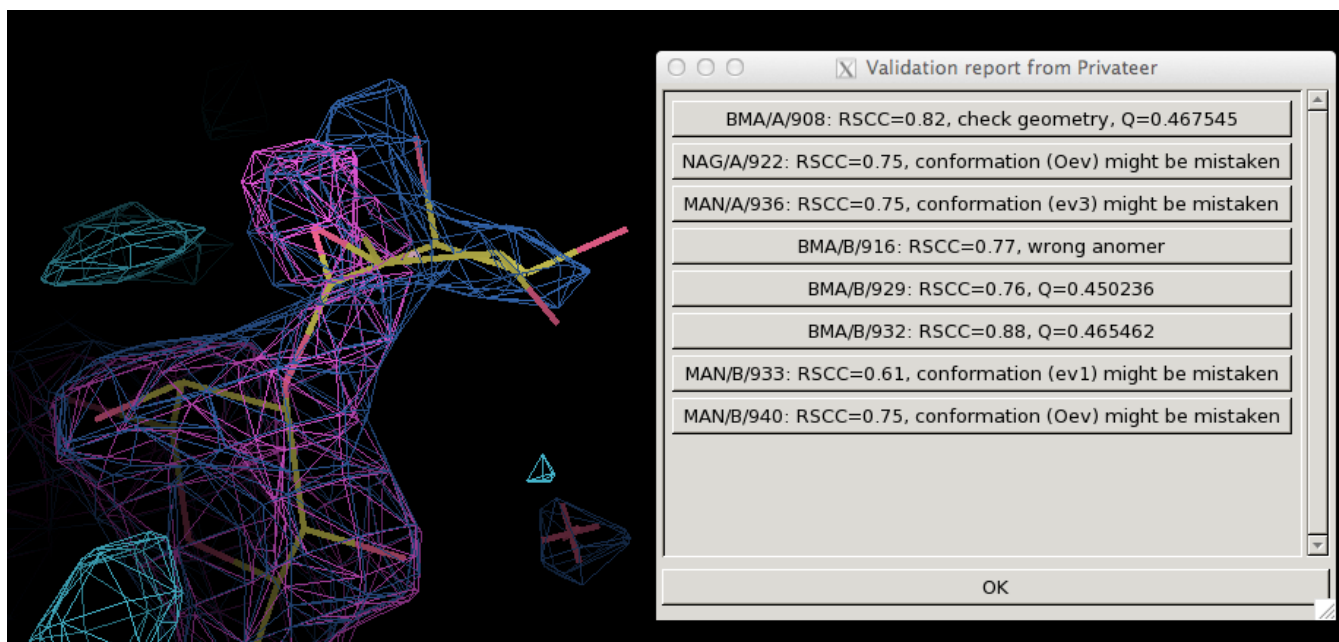 Validation report from Privateer
BMA/A/908: RSCC=0.82, check geometry, Q=0.467545
NAG/A/922: RSCC=0.75, conformation (Oev) might be mistaken
MAN/A/936: RSCC=0.75, conformation (ev3) might be mistaken
BMA/B/916: RSCC=0.77, wrong anomer
BMA/B/929: RSCC=0.76, Q=0.450236
BMA/B/932: RSCC=0.88, Q=0.465462
MAN/B/933: RSCC=0.61, conformation (ev1) might be mistaken
MAN/B/940: RSCC=0.75, conformation (Oev) might be mistaken
OK